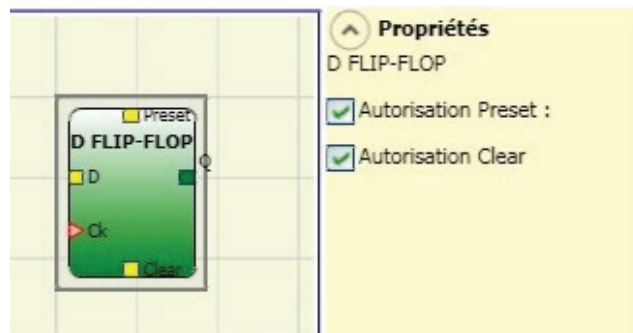 Preset
D FLIP-FLOP
Q
D
Ck
Clear
Propriétés
D FLIP-FLOP
Autorisation Preset :
Autorisation Clear